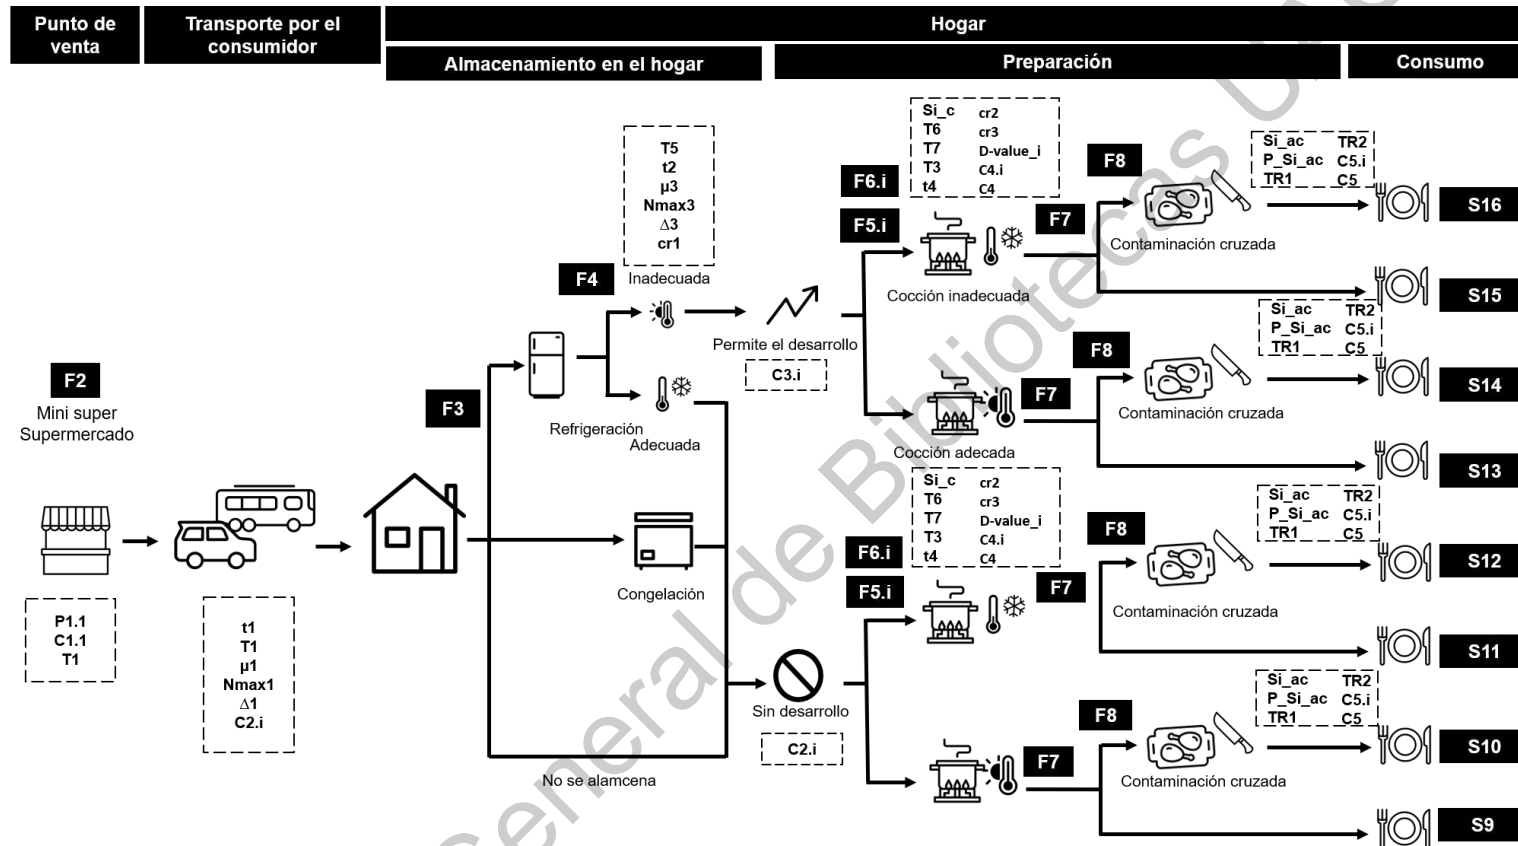 Punto de
venta
Transporte por el
consumidor
Hogar
Almacenamiento en el hogar
Preparación
Consumo
F2
Mini super
Supermercado
P1.1
C1.1
T1
t1
T1
µ1
Nmax1
∆1
C2.i
F3
F4
T5
t2
µ3
Nmax3
∆3
cr1
Inadecuada
Refrigeración
Adecuada
Congelación
No se alamcena
Permite el desarrollo
C3.i
Sin desarrollo
C2.i
F6.i
F5.i
Si_c cr2
T6 cr3
T7 D-value_i
T3 C4.i
t4 C4
Cocción inadecuada
F7
F8
Contaminación cruzada
Si_ac TR2
P_Si_ac C5.i
TR1 C5
S16
S15
Cocción adecada
F7
F8
Contaminación cruzada
Si_ac TR2
P_Si_ac C5.i
TR1 C5
S14
S13
F6.i
F5.i
Si_c cr2
T6 cr3
T7 D-value_i
T3 C4.i
t4 C4
F7
F8
Contaminación cruzada
Si_ac TR2
P_Si_ac C5.i
TR1 C5
S12
S11
F7
F8
Contaminación cruzada
Si_ac TR2
P_Si_ac C5.i
TR1 C5
S10
S9
General de Bibliotecas